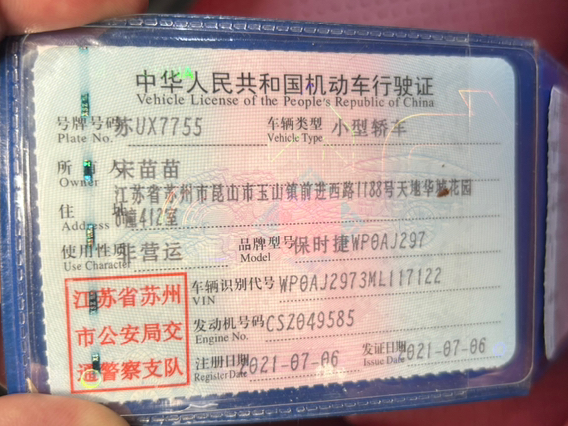 中华人民共和国机动车行驶证
Vehicle License of the People's Republic of China
号牌号码 苏UX7755 车辆类型 小型轿车
Plate No. Vehicle Type
所 人 宋苗苗
Owner
江苏省苏州市昆山市玉山镇前进西路1188号天地华城花园
住 址
Address 6幢412室
使用性质 非营运 品牌型号 保时捷WP0AJ297
Use Character Model
车辆识别代号 WP0AJ2973ML117122
VIN
发动机号码 CSZ049585
Engine No.
注册日期 2021-07-06 发证日期 021-07-06
Register Date Issue Date
江苏省苏州
市公安局交
通警察支队